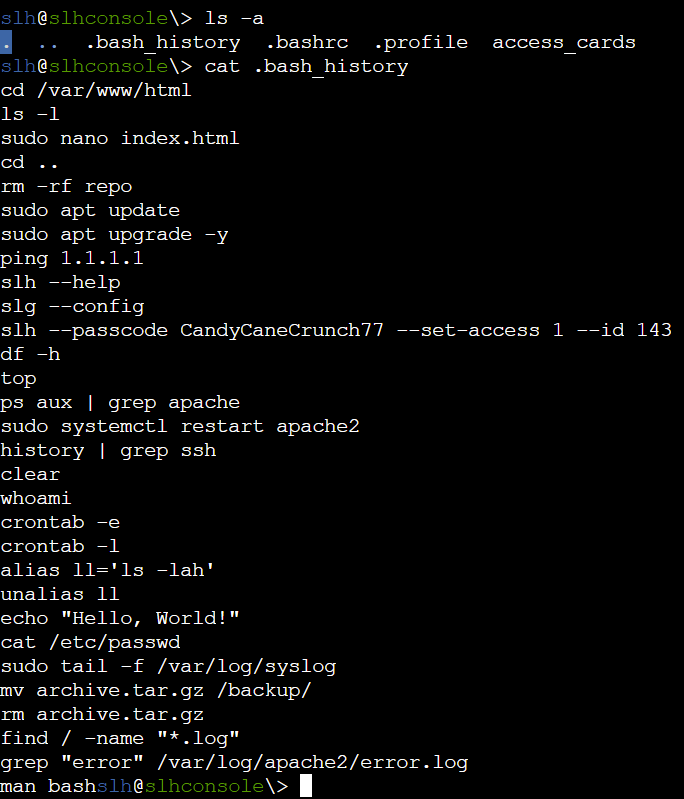 slh@slhconsole\> ls -a
.  ..  .bash_history  .bashrc  .profile  access_cards
slh@slhconsole\> cat .bash_history
cd /var/www/html
ls -l
sudo nano index.html
cd ..
rm -rf repo
sudo apt update
sudo apt upgrade -y
ping 1.1.1.1
slh --help
slg --config
slh --passcode CandyCaneCrunch77 --set-access 1 --id 143
df -h
top
ps aux | grep apache
sudo systemctl restart apache2
history | grep ssh
clear
whoami
crontab -e
crontab -l
alias ll='ls -lah'
unalias ll
echo "Hello, World!"
cat /etc/passwd
sudo tail -f /var/log/syslog
mv archive.tar.gz /backup/
rm archive.tar.gz
find / -name "*.log"
grep "error" /var/log/apache2/error.log
man bashslh@slhconsole\>